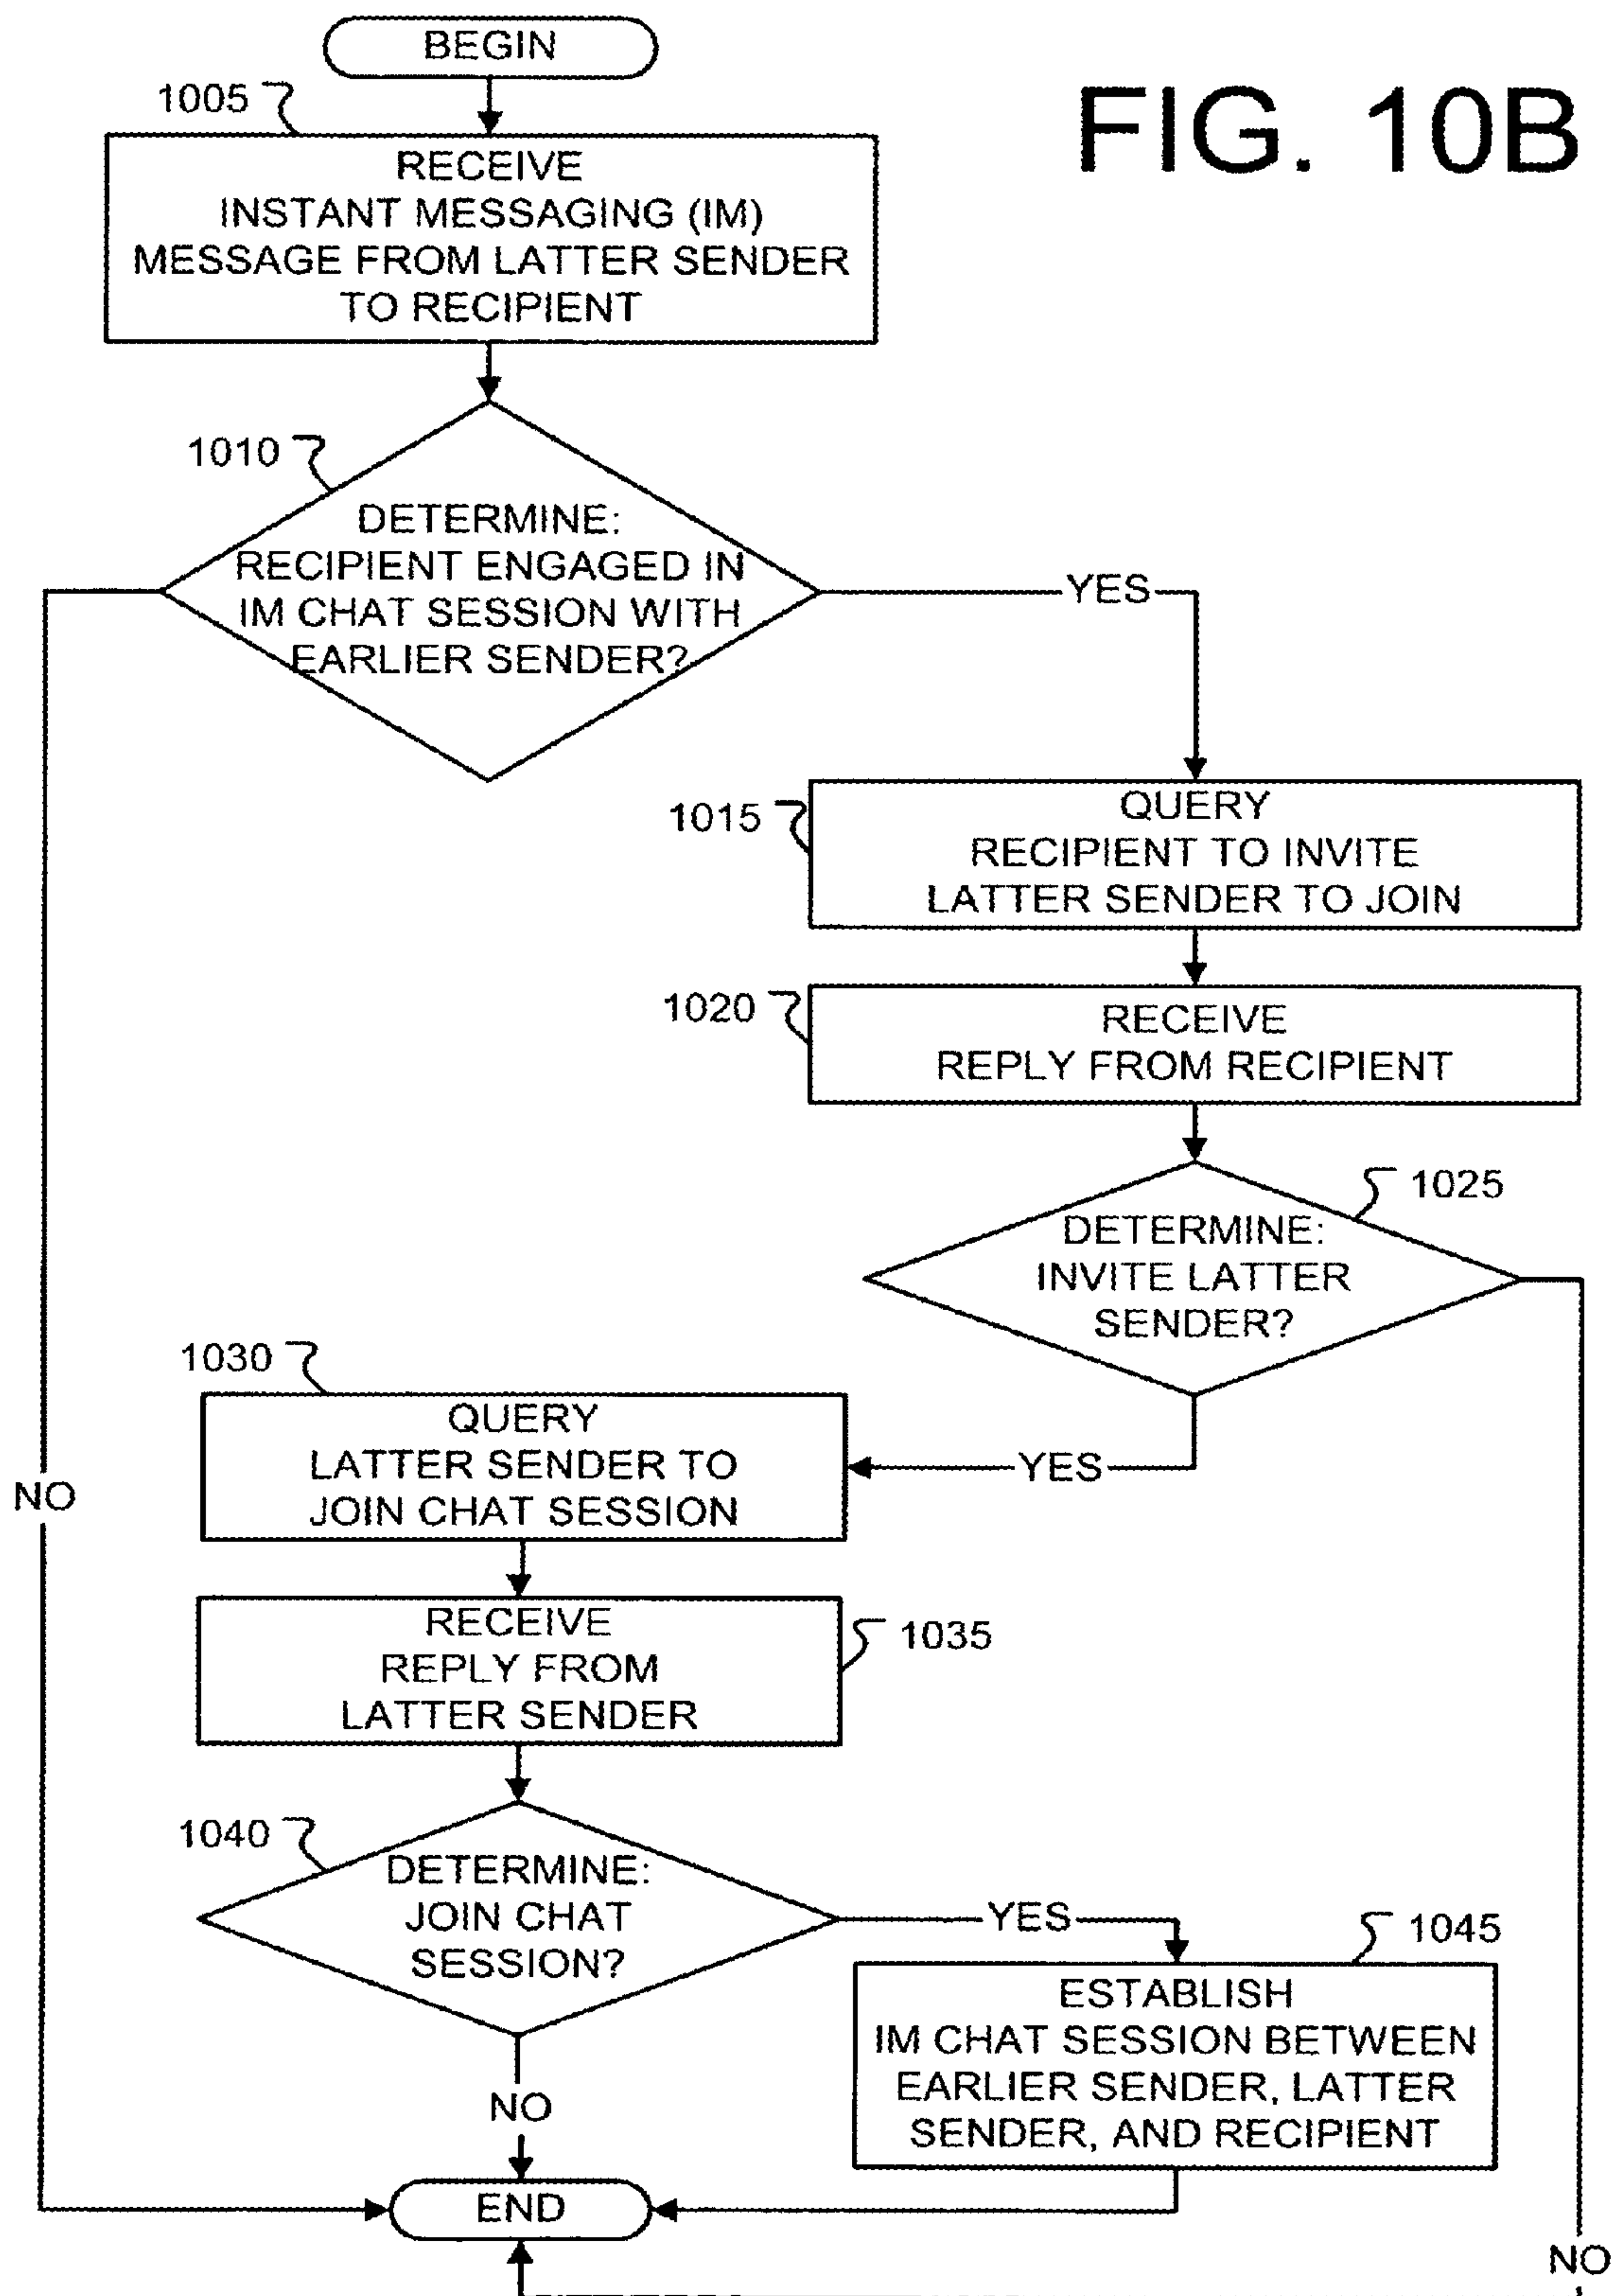 BEGIN
FIG. 10B
1005
RECEIVE
INSTANT MESSAGING (IM)
MESSAGE FROM LATTER SENDER
TO RECIPIENT
1010
DETERMINE:
RECIPIENT ENGAGED IN
IM CHAT SESSION WITH
EARLIER SENDER?
YES
1015
QUERY
RECIPIENT TO INVITE
LATTER SENDER TO JOIN
1020
RECEIVE
REPLY FROM RECIPIENT
1025
DETERMINE:
INVITE LATTER
SENDER?
1030
QUERY
LATTER SENDER TO
JOIN CHAT SESSION
YES
NO
RECEIVE
REPLY FROM
LATTER SENDER
1035
1040
DETERMINE:
JOIN CHAT
SESSION?
YES
1045
ESTABLISH
IM CHAT SESSION BETWEEN
EARLIER SENDER, LATTER
SENDER, AND RECIPIENT
NO
END
NO